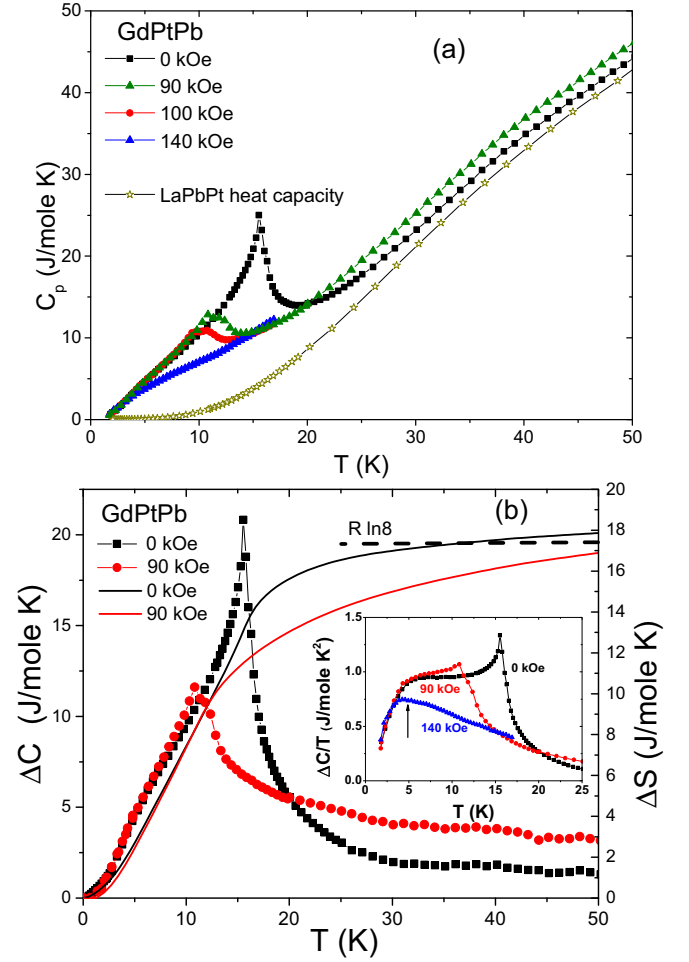 GdPtPb
(a)
0 kOe
90 kOe
100 kOe
140 kOe
LaPbPt heat capacity
C_p (J/mole K)
50
40
30
20
10
0
0 10 20 30 40 50
T (K)
GdPtPb
(b)
0 kOe
90 kOe
0 kOe
90 kOe
R ln8
ΔC (J/mole K)
20
15
10
5
0
ΔS (J/mole K)
20
18
16
14
12
10
8
6
4
2
0
ΔC/T (J/mole K²)
1.5
1.0
0.5
0.0
0 kOe
90 kOe
140 kOe
0 5 10 15 20 25
T (K)
0 10 20 30 40 50
T (K)